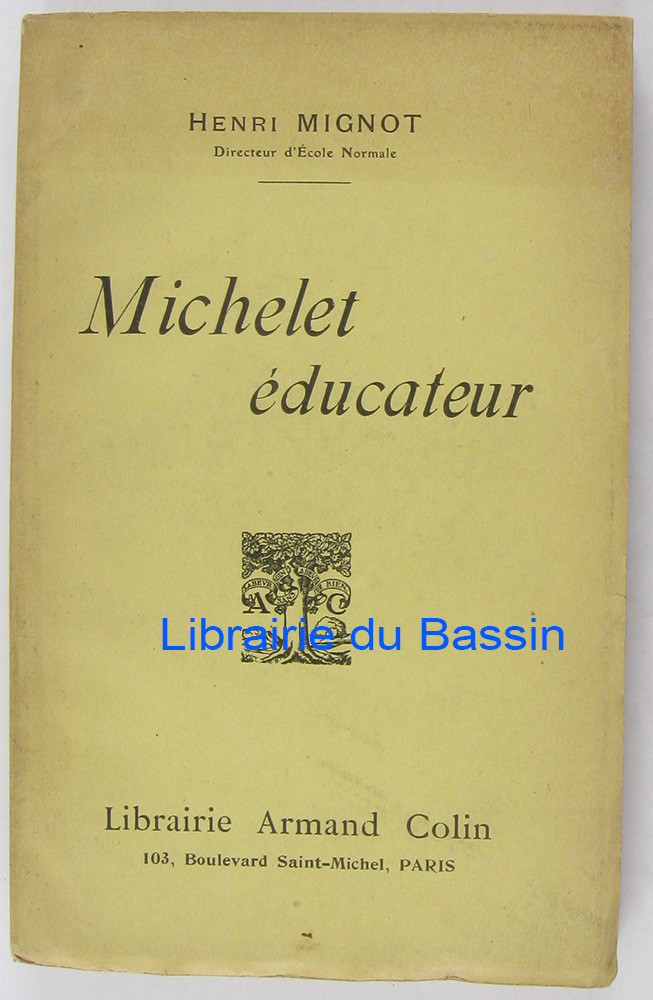 HENRI MIGNOT
Directeur d'École Normale
Michelet
éducateur
A C
Librairie du Bassin
Librairie Armand Colin
103, Boulevard Saint-Michel, PARIS